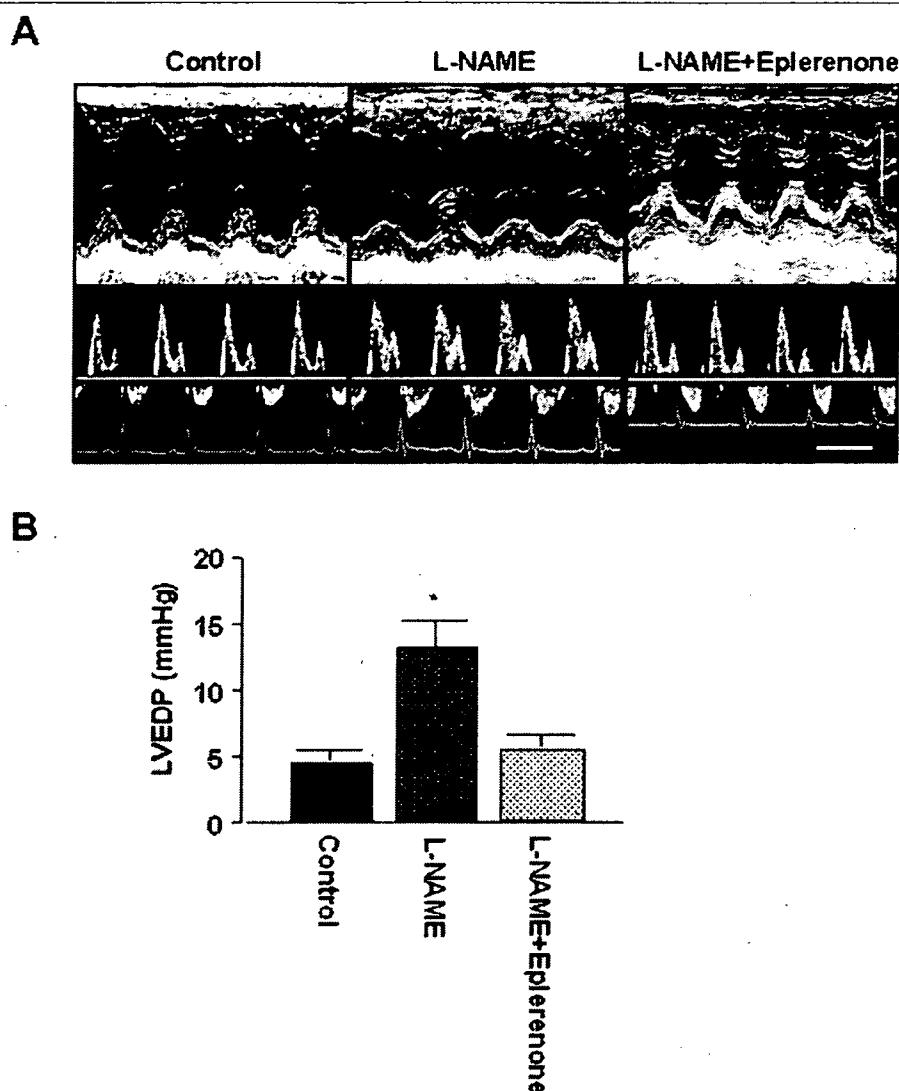 A
Control L-NAME L-NAME+Eplerenone
B
LVEDP (mmHg)
20
15
10
5
0
*
Control
L-NAME
L-NAME+Eplerenone